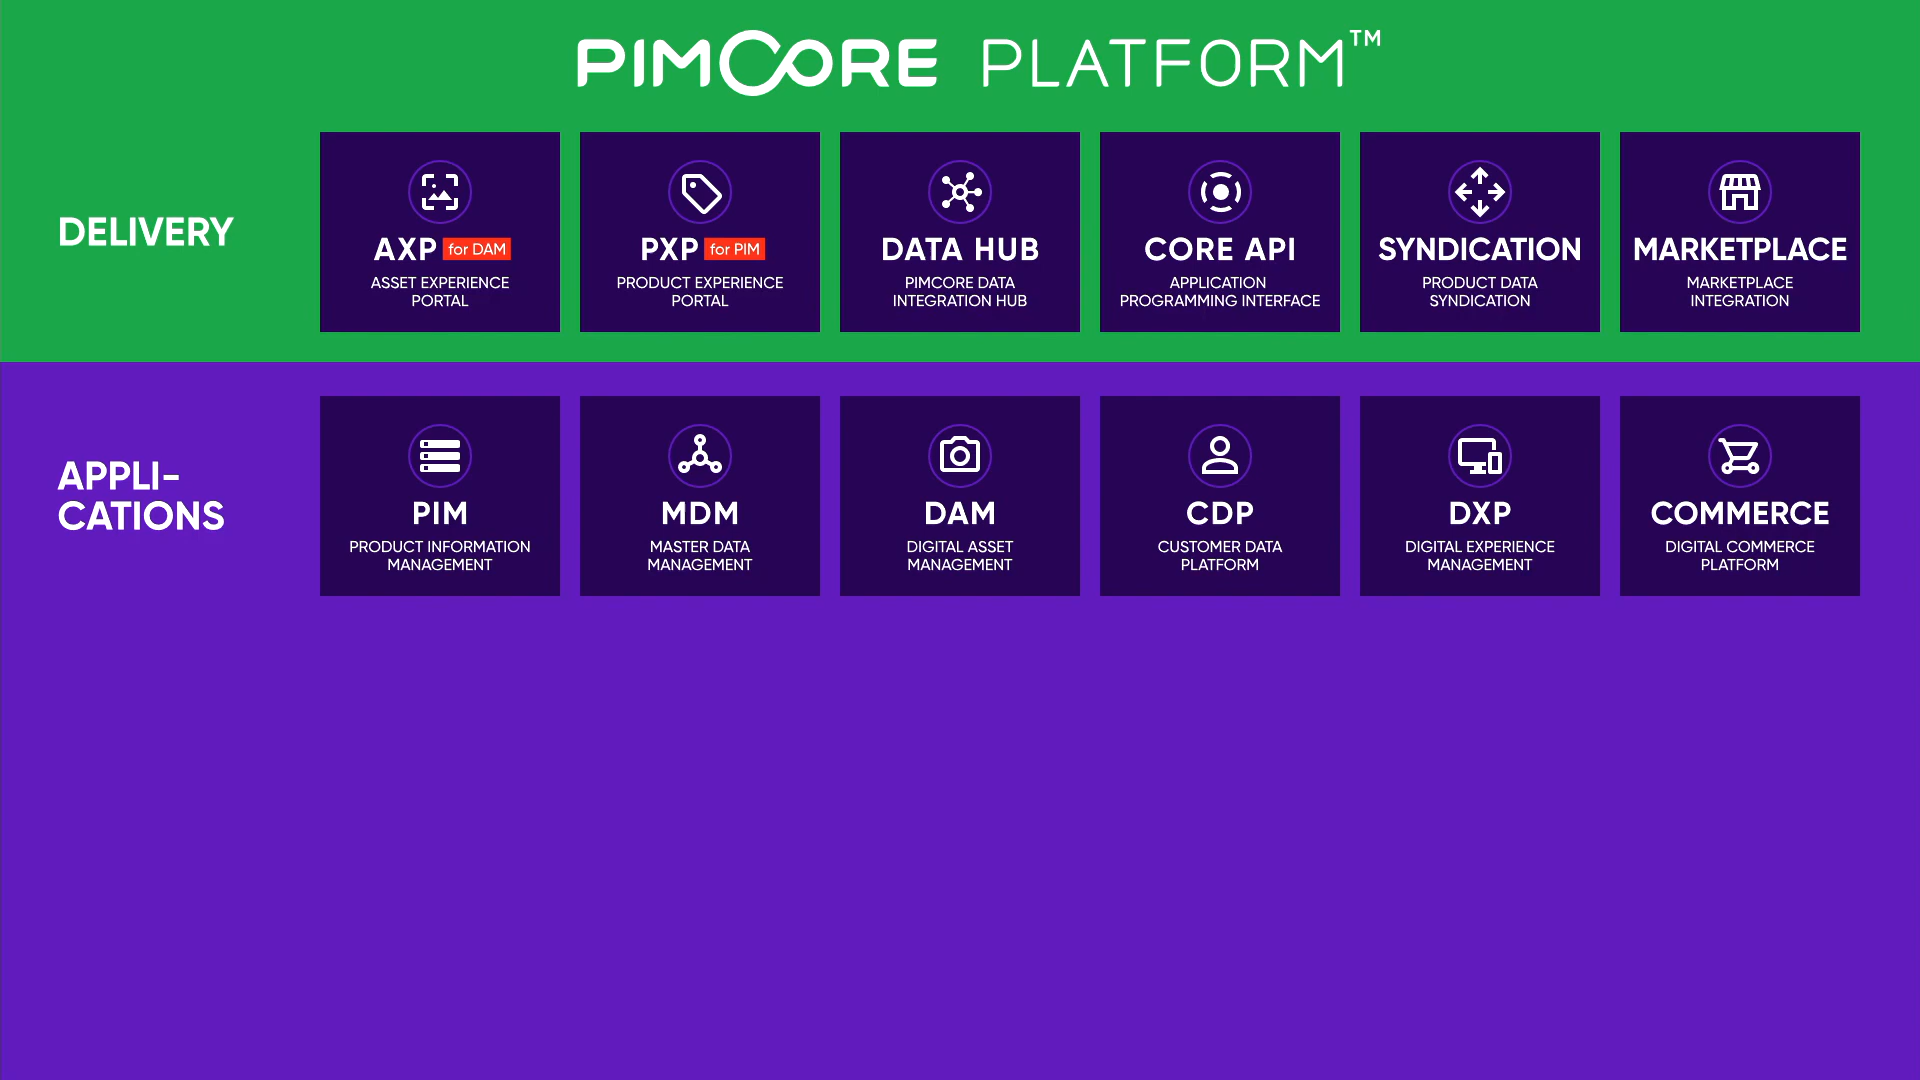 PIMCORE PLATFORM™
DELIVERY
AXP for DAM
ASSET EXPERIENCE
PORTAL
PXP for PIM
PRODUCT EXPERIENCE
PORTAL
DATA HUB
PIMCORE DATA
INTEGRATION HUB
CORE API
APPLICATION
PROGRAMMING INTERFACE
SYNDICATION
PRODUCT DATA
SYNDICATION
MARKETPLACE
MARKETPLACE
INTEGRATION
APPLI-
CATIONS
PIM
PRODUCT INFORMATION
MANAGEMENT
MDM
MASTER DATA
MANAGEMENT
DAM
DIGITAL ASSET
MANAGEMENT
CDP
CUSTOMER DATA
PLATFORM
DXP
DIGITAL EXPERIENCE
MANAGEMENT
COMMERCE
DIGITAL COMMERCE
PLATFORM